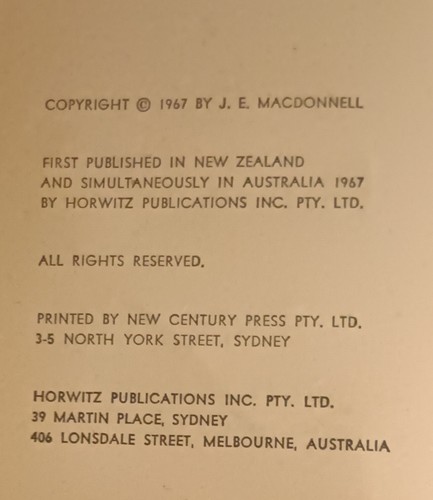 COPYRIGHT © 1967 BY J. E. MACDONNELL
FIRST PUBLISHED IN NEW ZEALAND
AND SIMULTANEOUSLY IN AUSTRALIA 1967
BY HORWITZ PUBLICATIONS INC. PTY. LTD.
ALL RIGHTS RESERVED.
PRINTED BY NEW CENTURY PRESS PTY. LTD.
3-5 NORTH YORK STREET, SYDNEY
HORWITZ PUBLICATIONS INC. PTY. LTD.
39 MARTIN PLACE, SYDNEY
406 LONSDALE STREET, MELBOURNE, AUSTRALIA